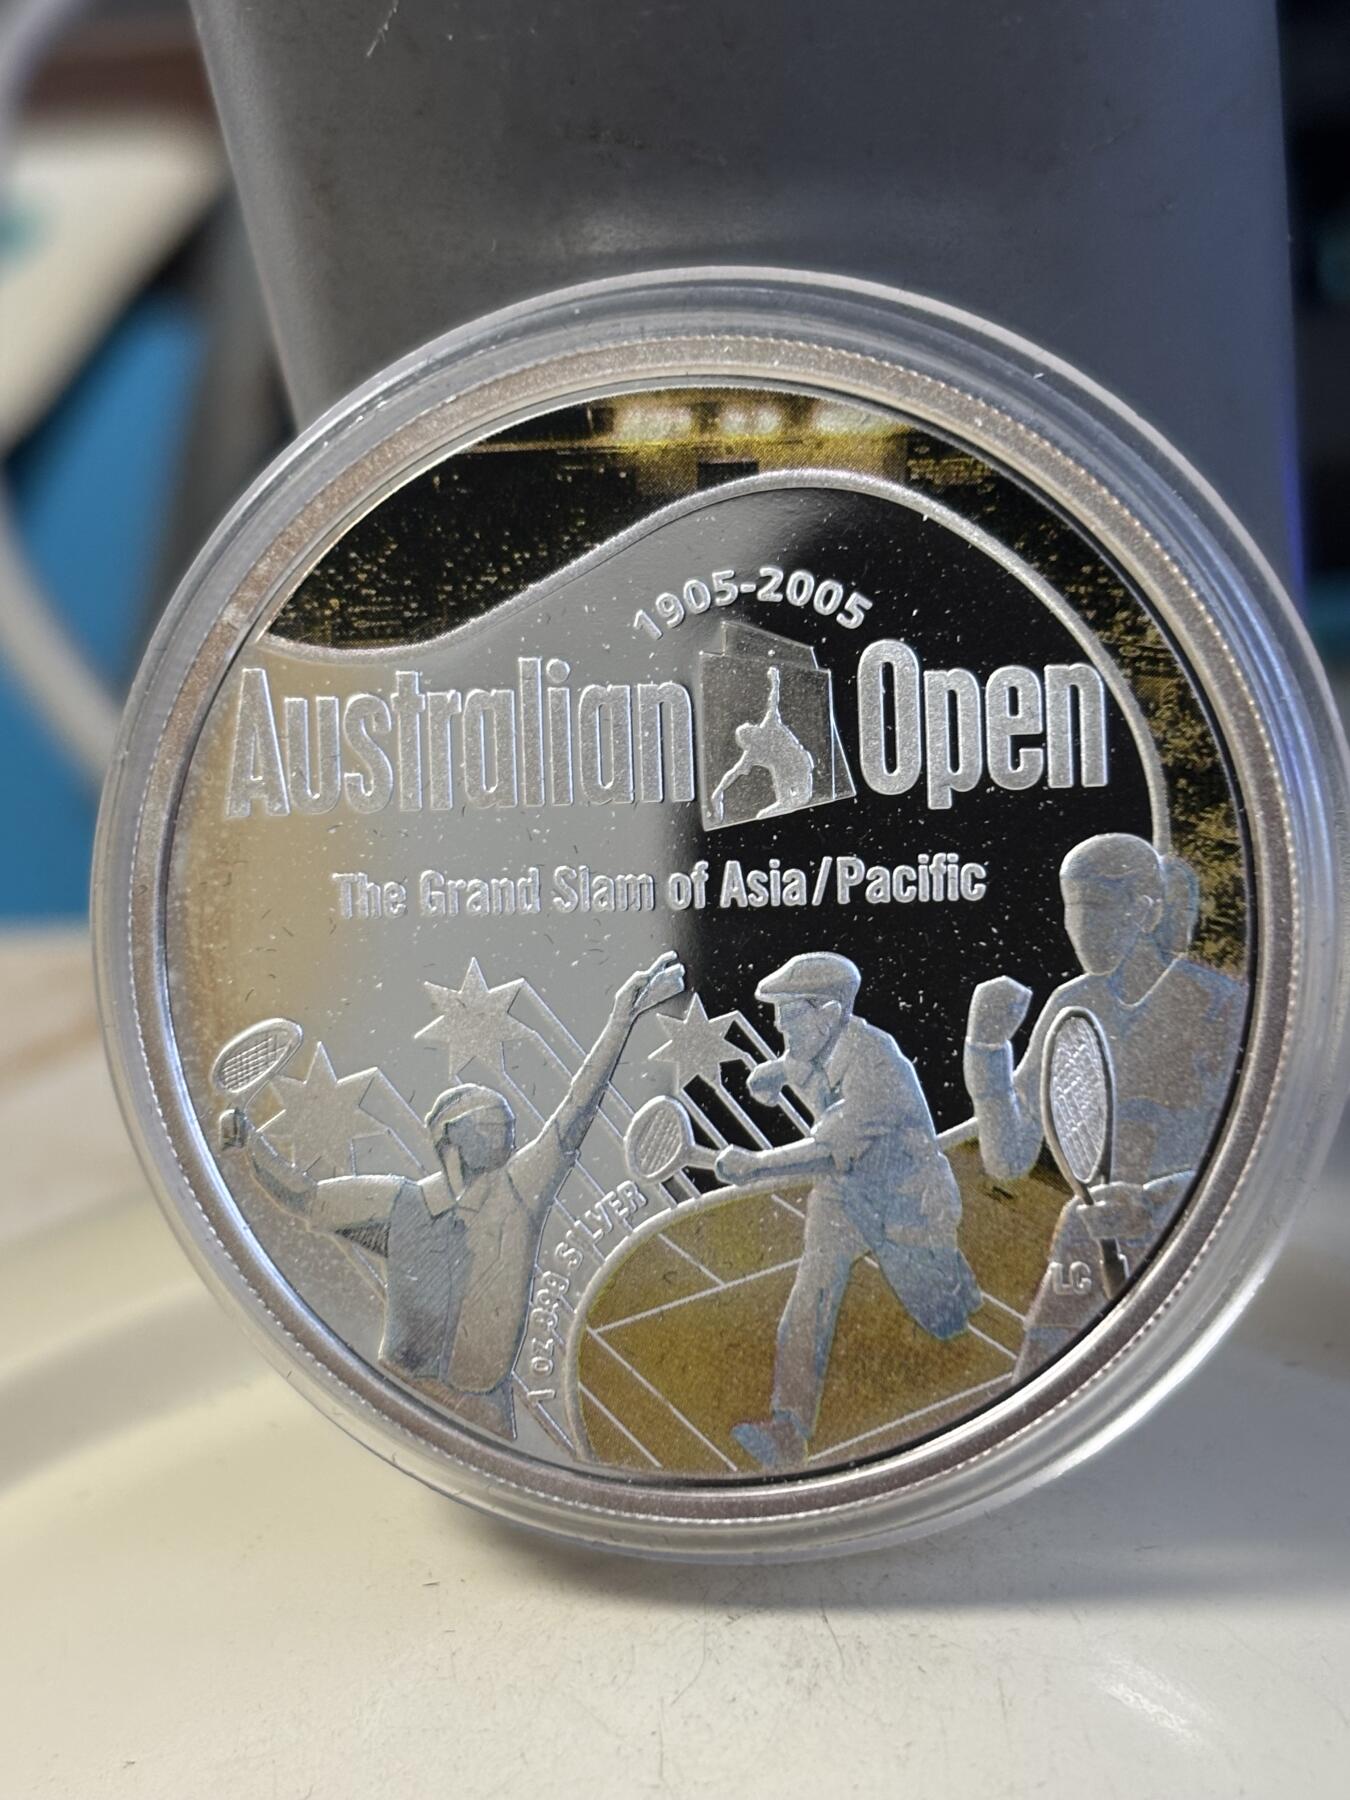 1905-2005
Australian Open
The Grand Slam of Asia/Pacific
1 oz 999 SILVER
LC